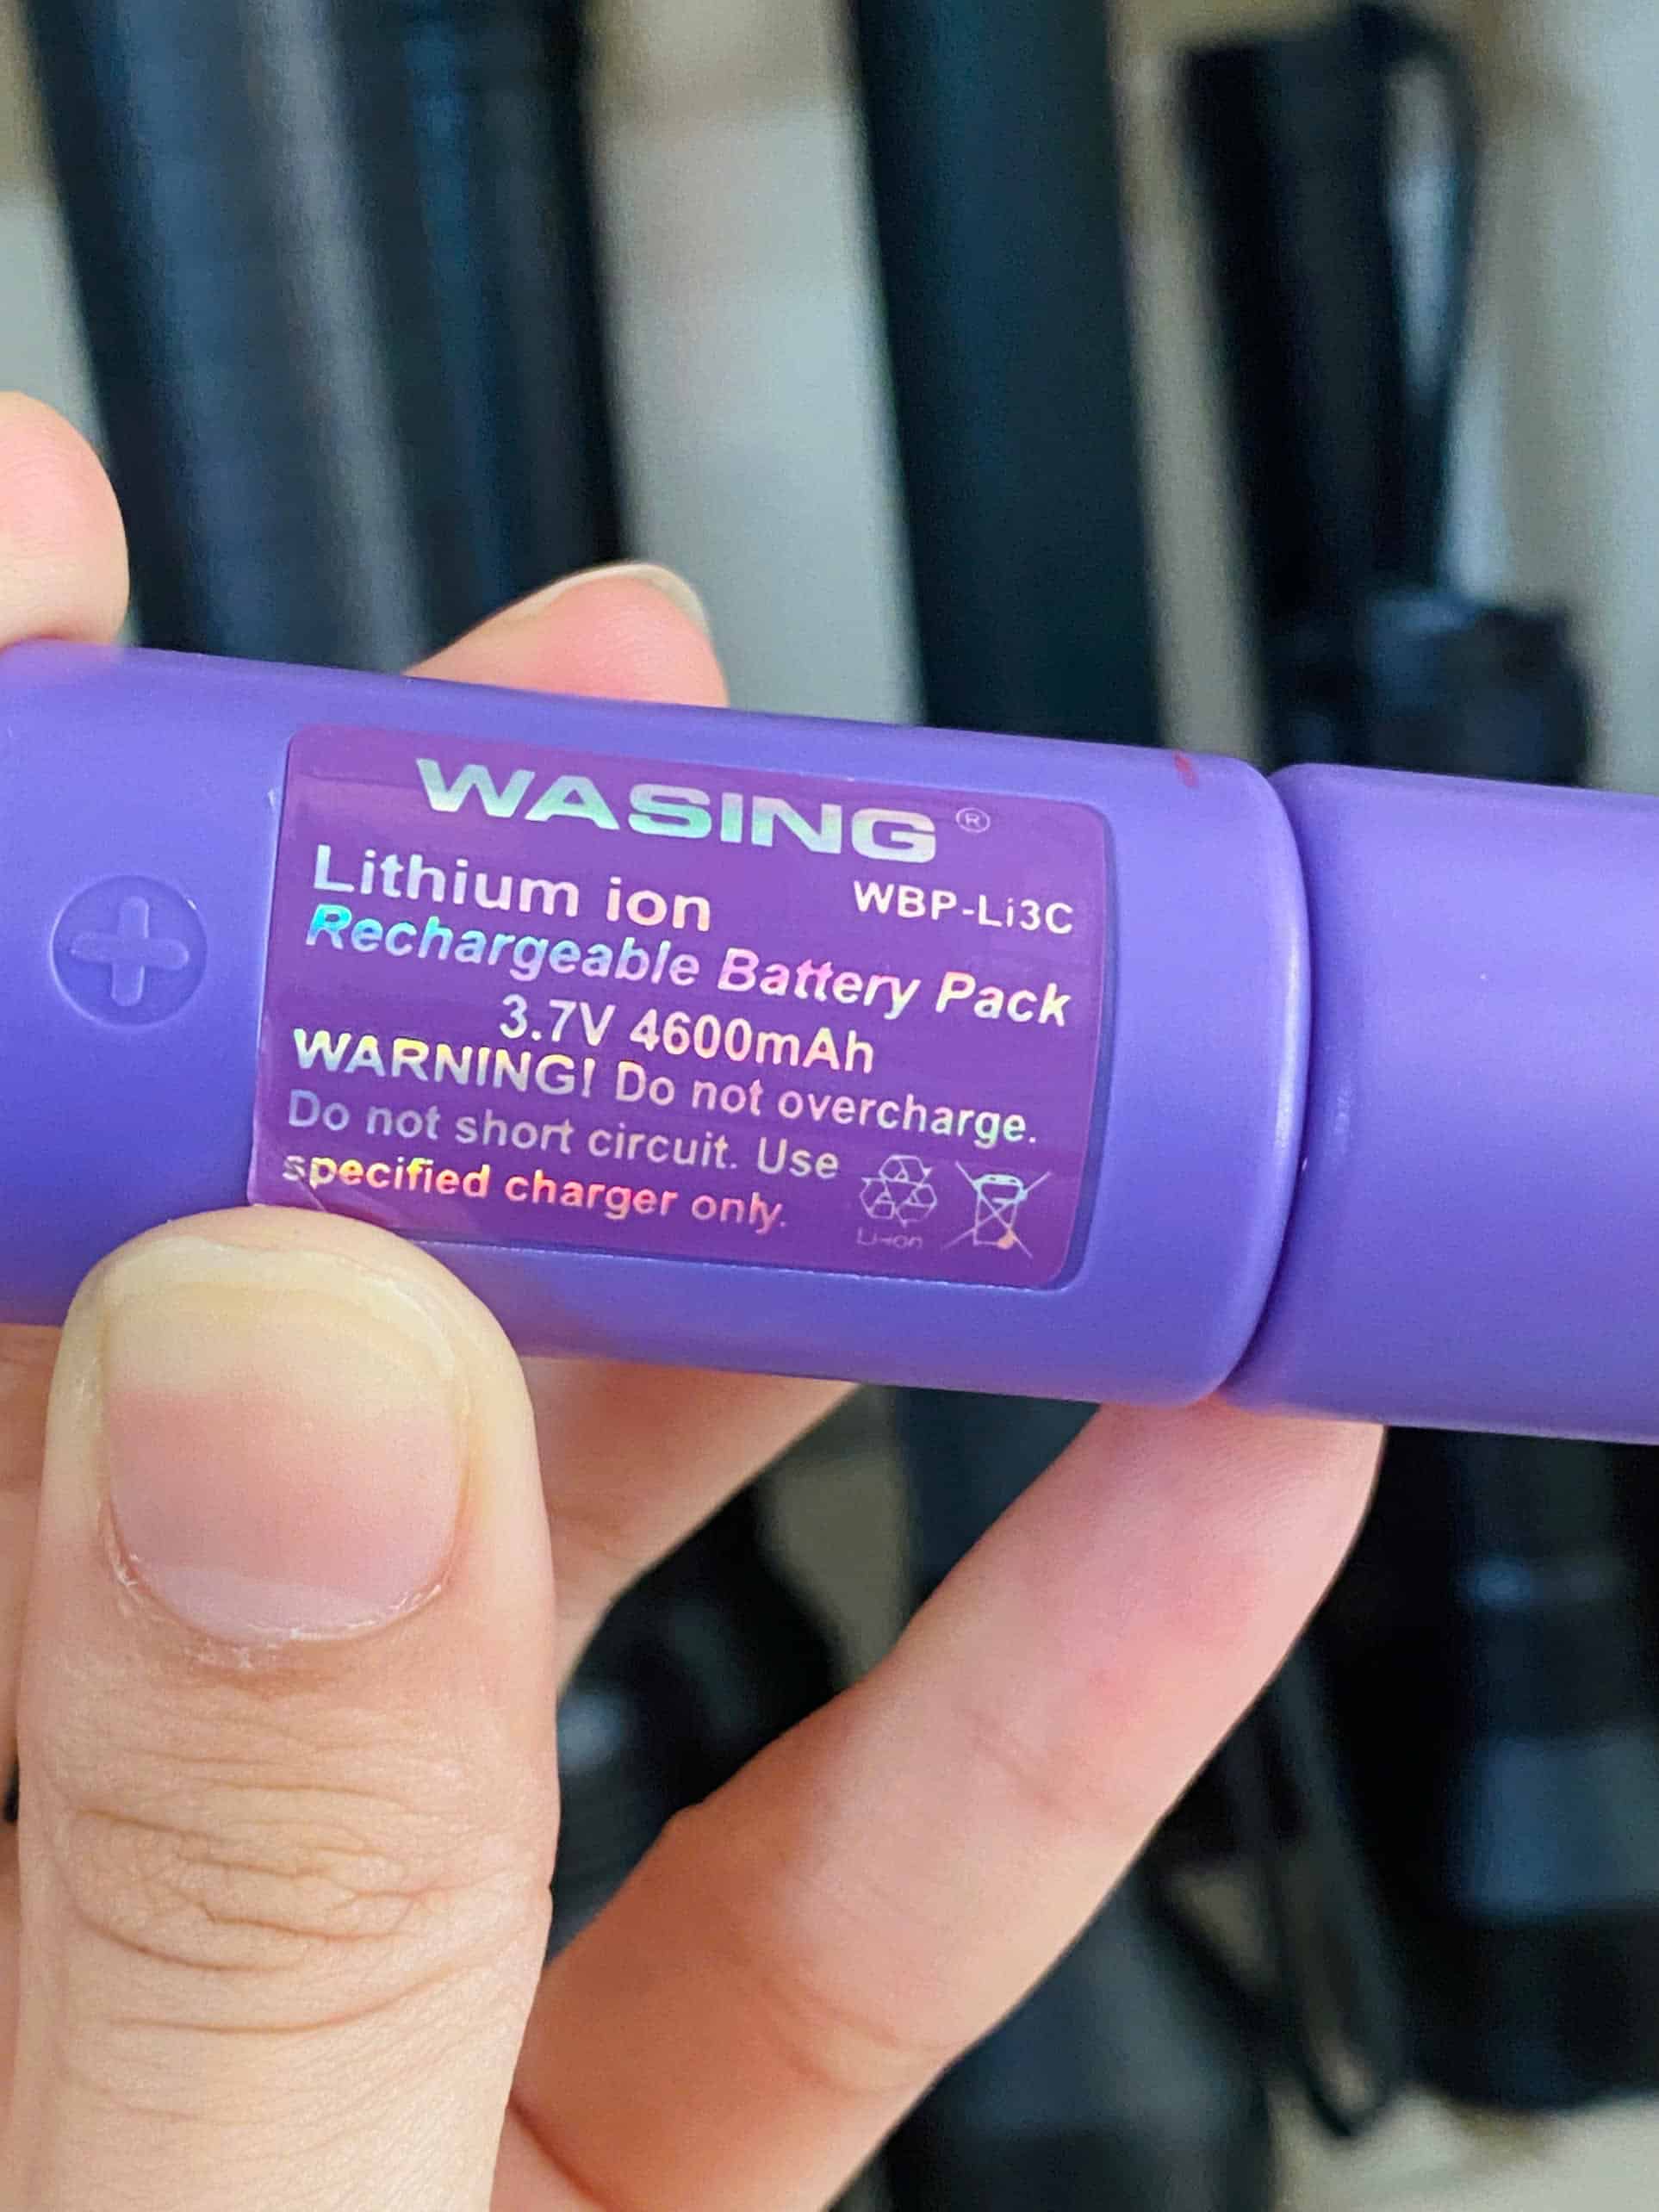 WASING®
Lithium ion WBP-Li3C
Rechargeable Battery Pack
3.7V 4600mAh
WARNING! Do not overcharge.
Do not short circuit. Use
specified charger only.
Li-ion